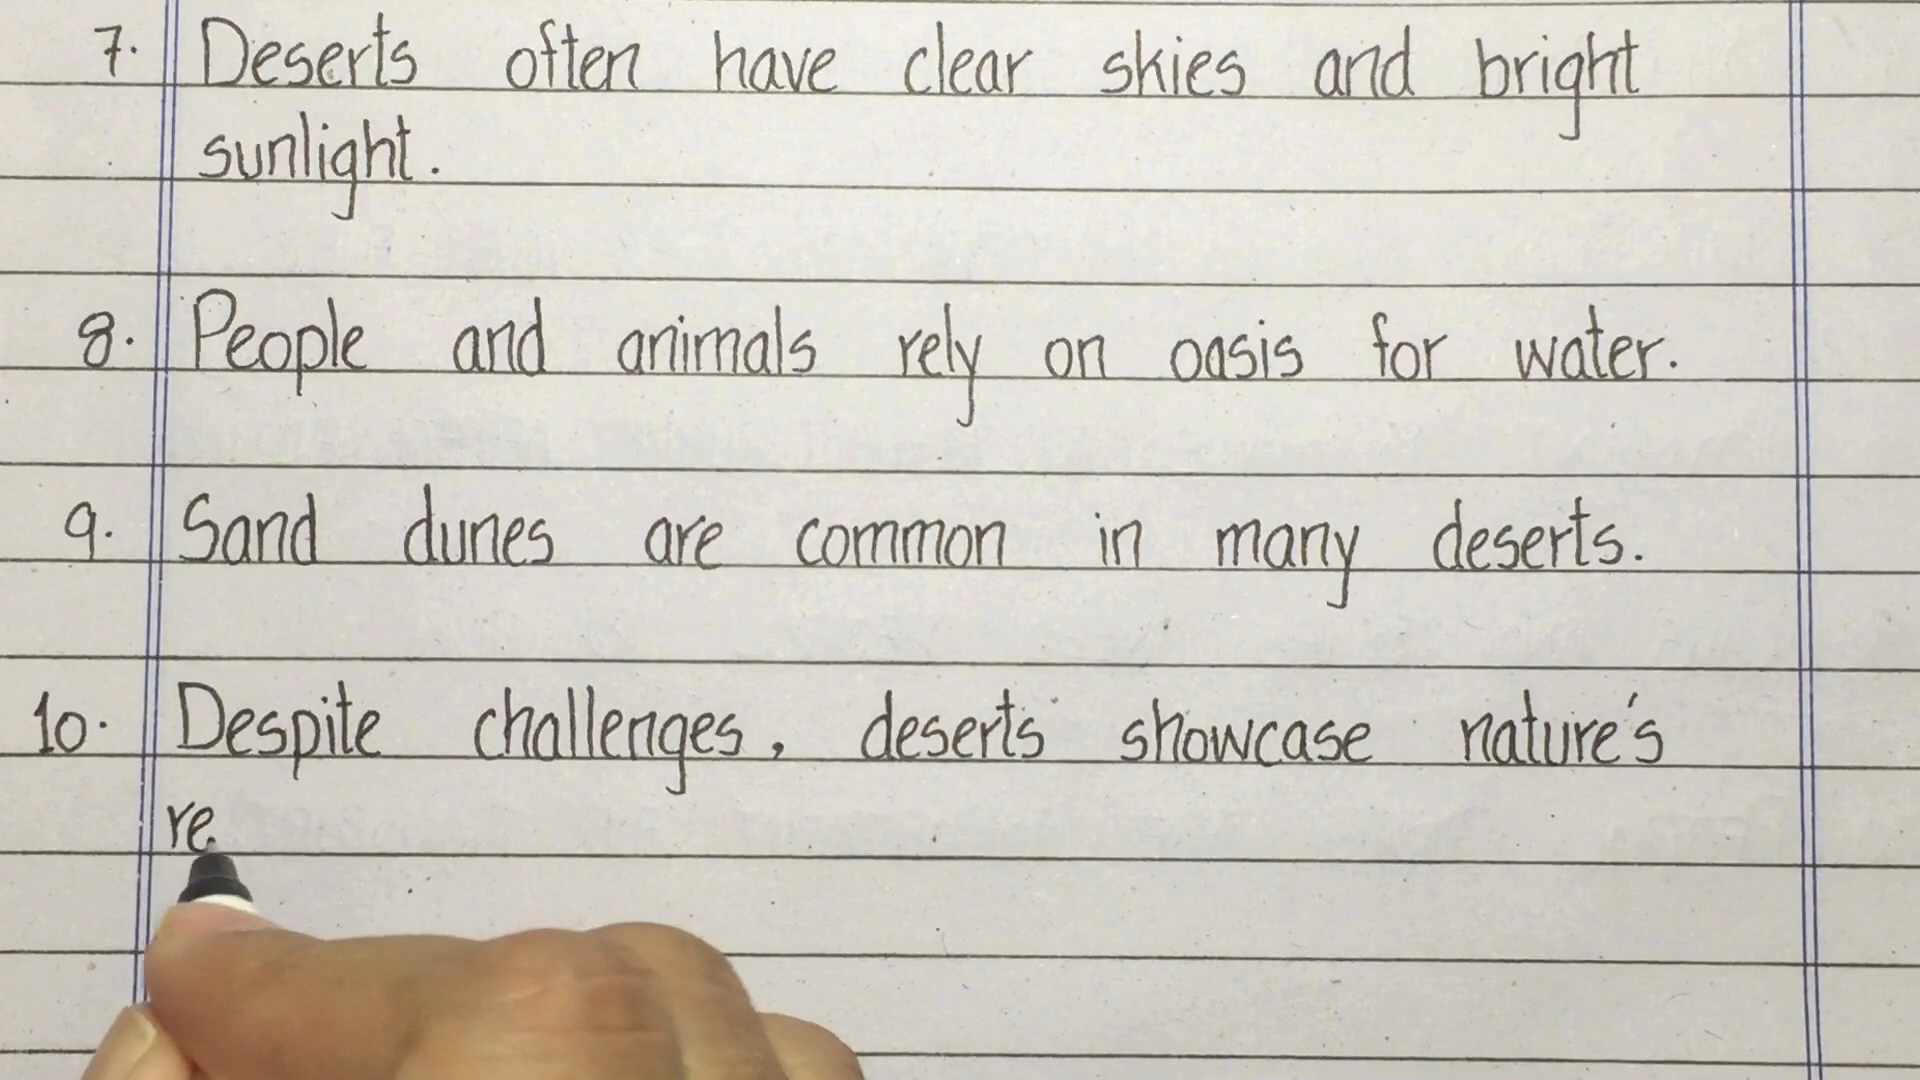 7. Deserts often have clear skies and bright
sunlight.
8. People and animals rely on oasis for water.
9. Sand dunes are common in many deserts.
10. Despite challenges, deserts showcase nature's
re